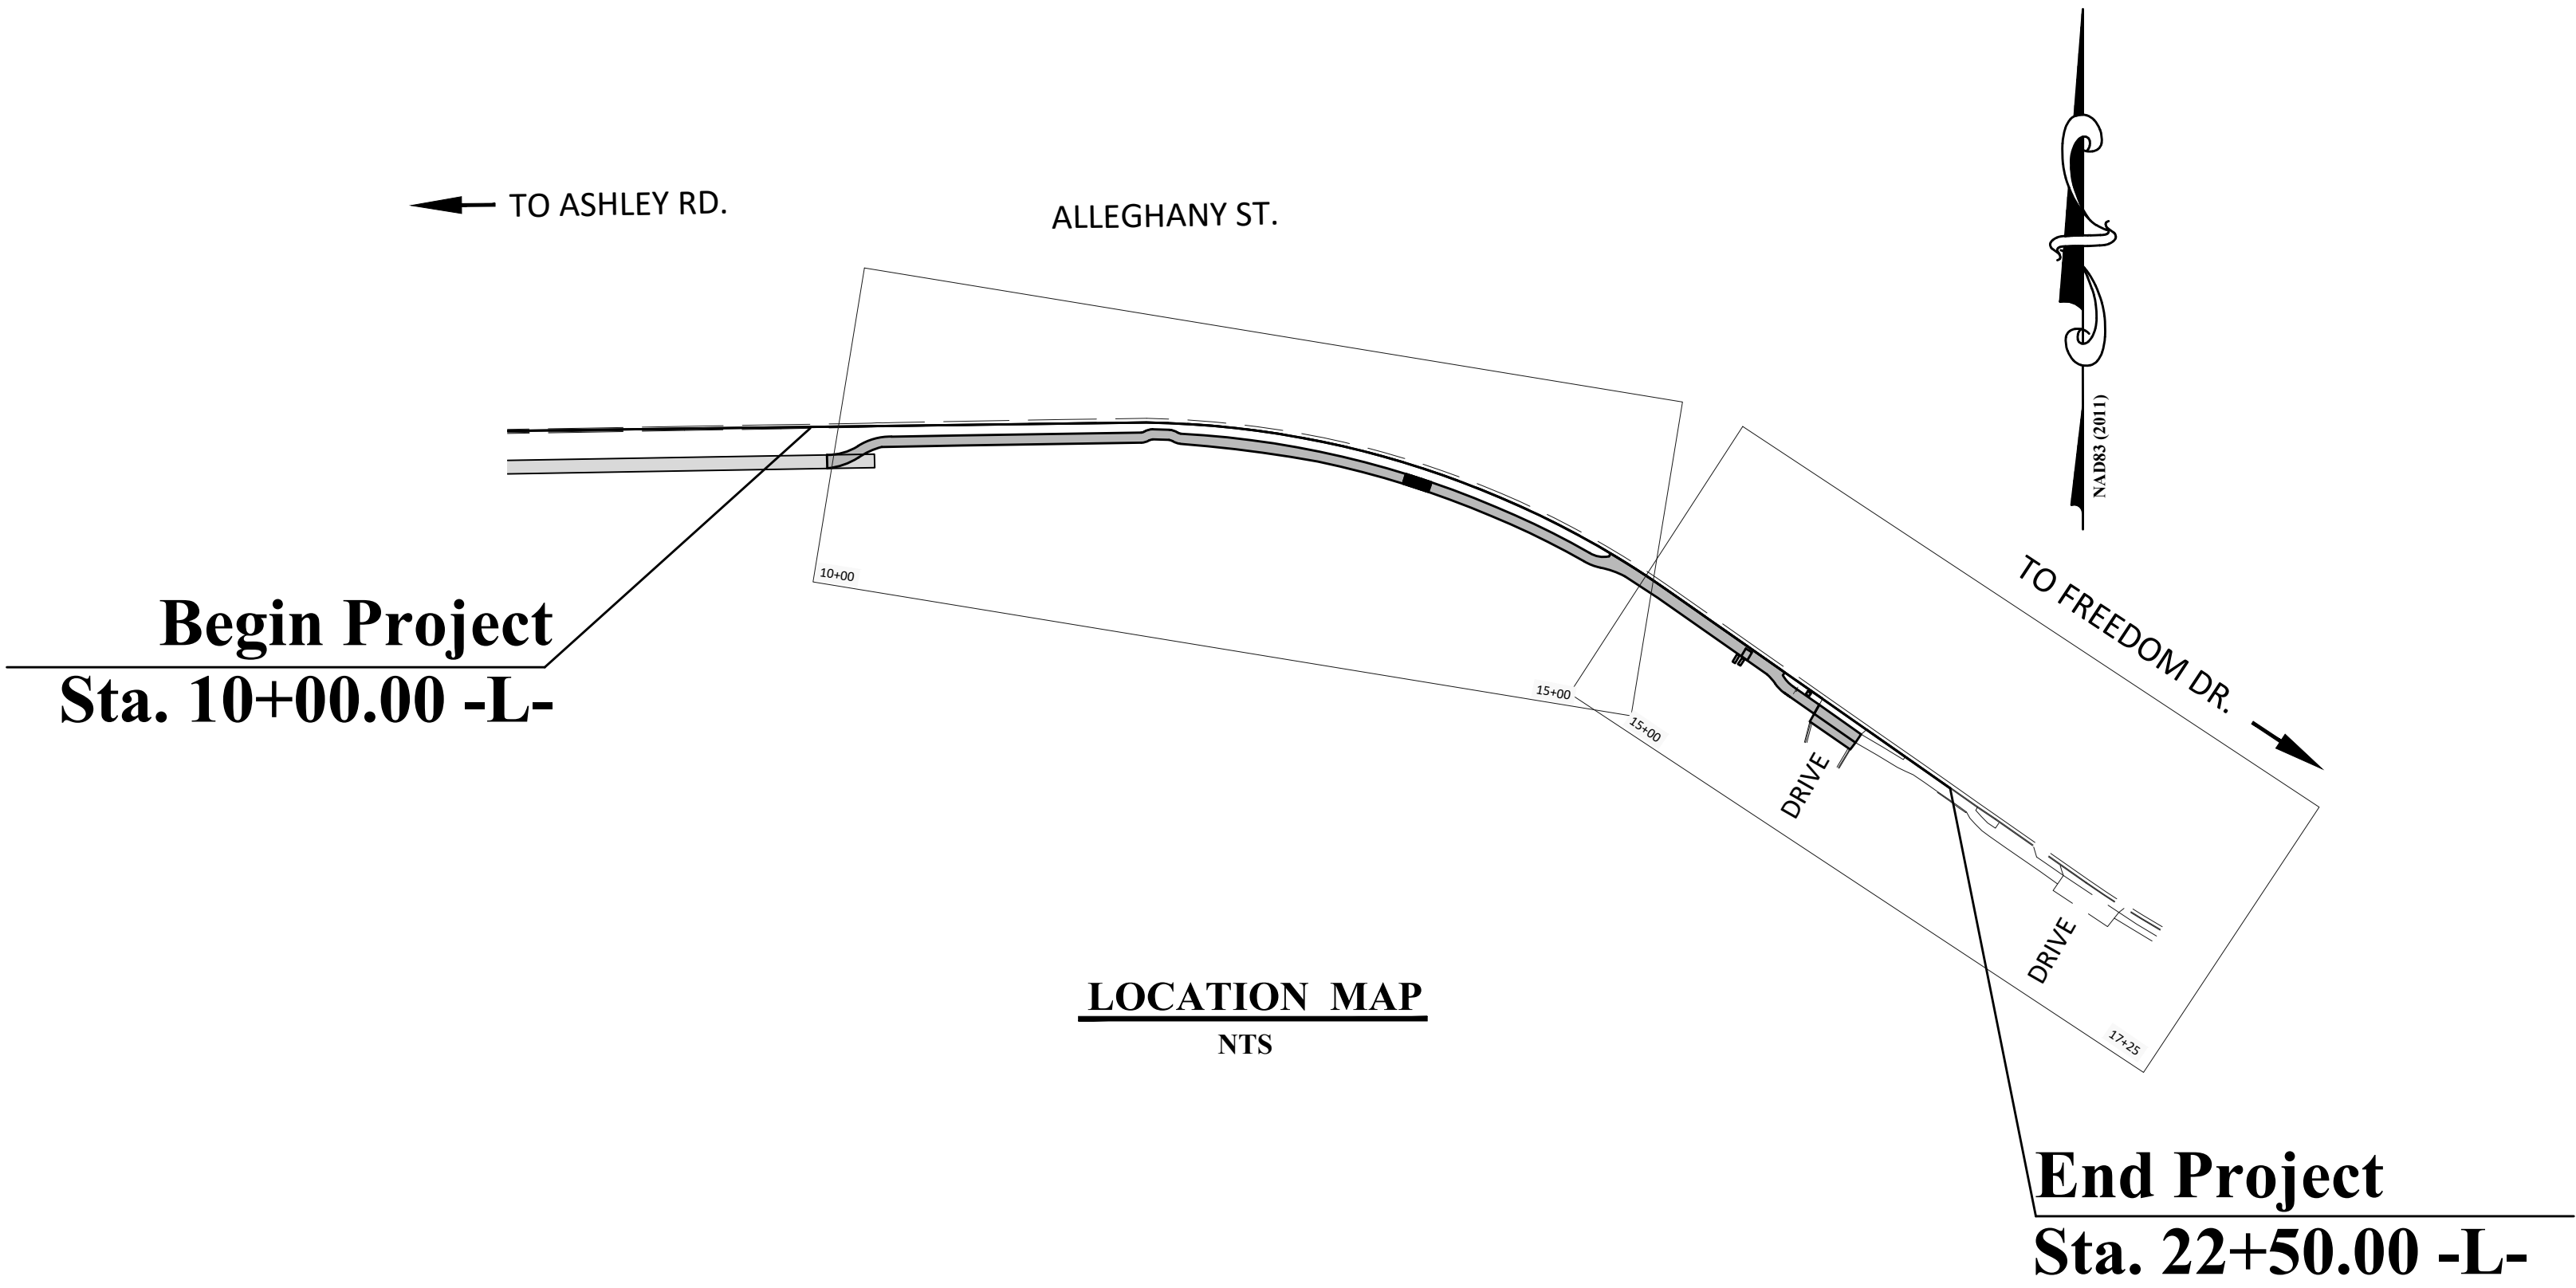 TO ASHLEY RD.
ALLEGHANY ST.
NAD83 (2011)
TO FREEDOM DR.
10+00
Begin Project
Sta. 10+00.00 -L-
15+00
15+00
DRIVE
DRIVE
17+25
LOCATION MAP
NTS
End Project
Sta. 22+50.00 -L-